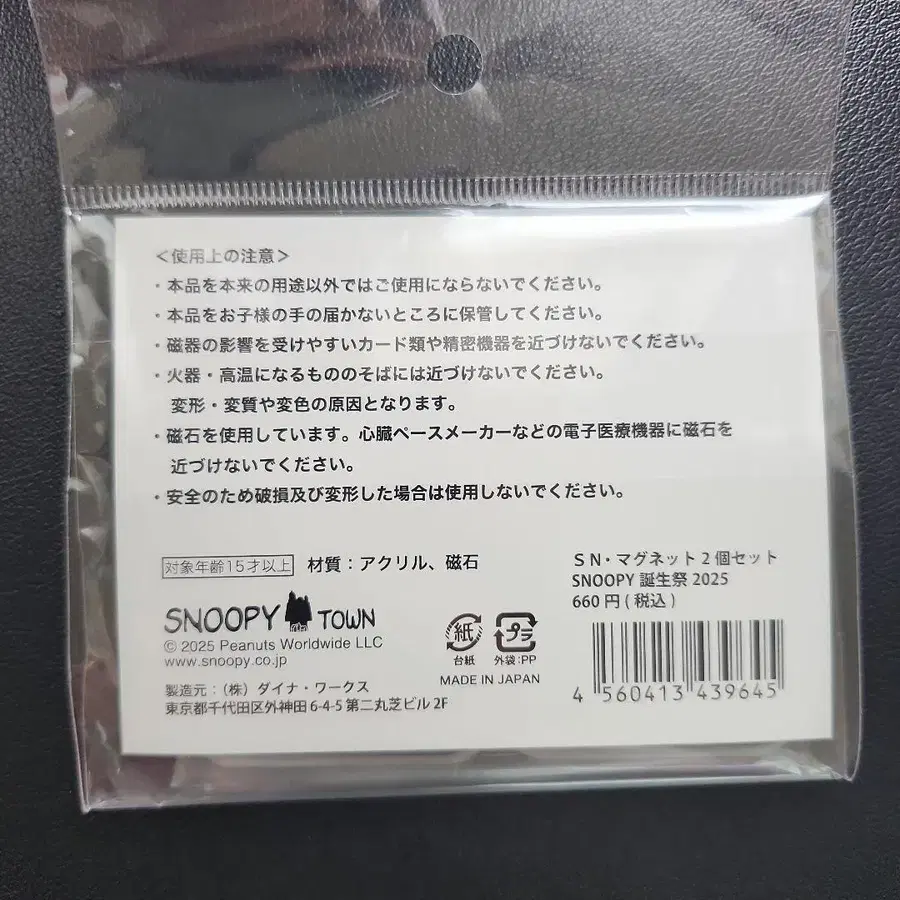 ＜使用上の注意＞
・本品を本来の用途以外ではご使用にならないでください。
・本品をお子様の手の届かないところに保管してください。
・磁器の影響を受けやすいカード類や精密機器を近づけないでください。
・火器・高温になるもののそばには近づけないでください。
変形・変質や変色の原因となります。
・磁石を使用しています。心臓ペースメーカーなどの電子医療機器に磁石を
近づけないでください。
・安全のため破損及び変形した場合は使用しないでください。
対象年齢15才以上 材質：アクリル、磁石
SNOOPY TOWN
© 2025 Peanuts Worldwide LLC
www.snoopy.co.jp
製造元：（株）ダイナ・ワークス
東京都千代田区外神田 6-4-5 第二丸芝ビル 2F
紙 プラ
台紙 外袋:PP
MADE IN JAPAN
ＳＮ・マグネット２個セット
SNOOPY 誕生祭 2025
660 円 ( 税込 )
4 560413 439645